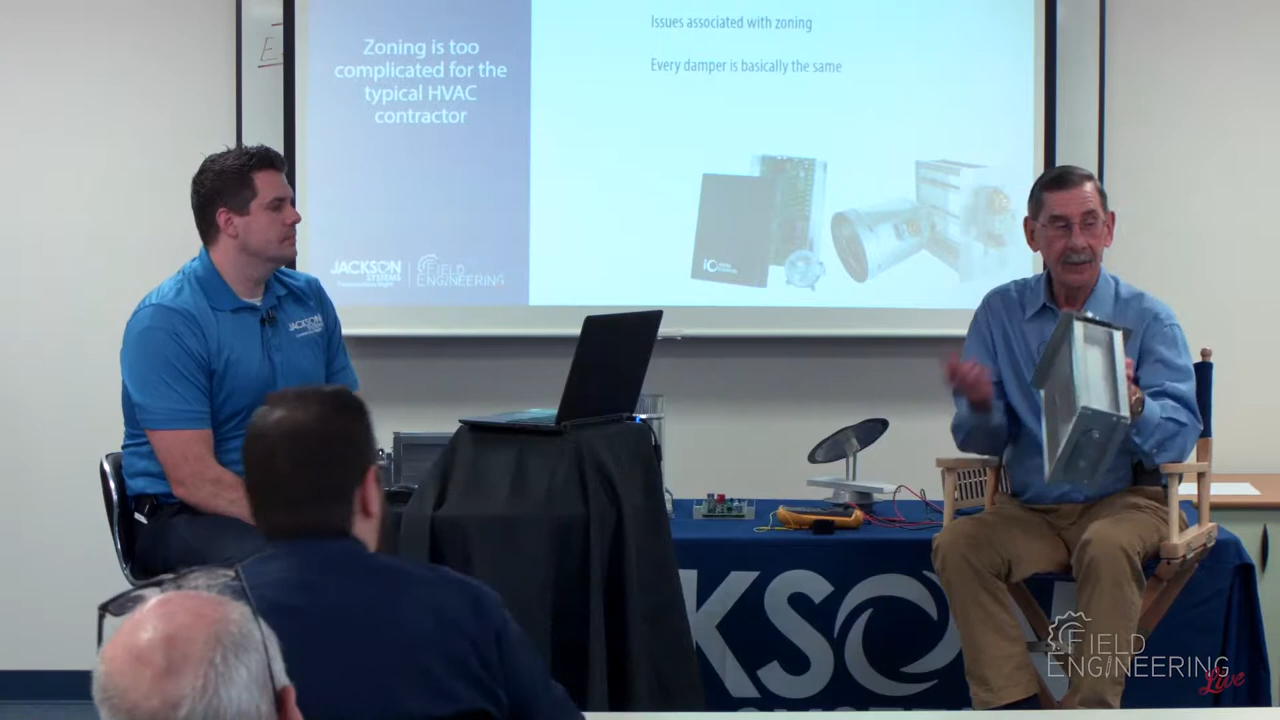 Zoning is too
complicated for the
typical HVAC
contractor
Issues associated with zoning
Every damper is basically the same
JACKSON
SYSTEMS
FIELD
ENGINEERING
iO
JACKSON
KSO
FIELD
ENGINEERING
Live